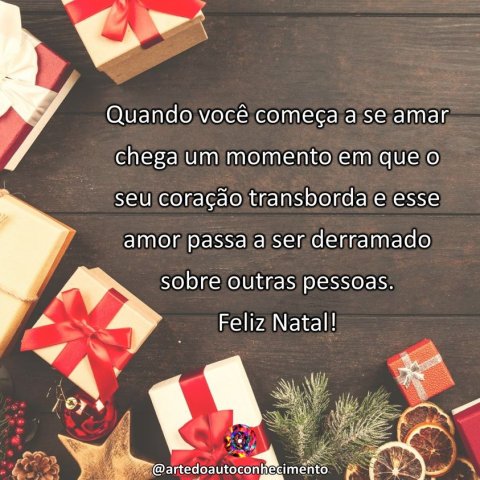 Quando você começa a se amar
chega um momento em que o
seu coração transborda e esse
amor passa a ser derramado
sobre outras pessoas.
Feliz Natal!
@artedoautoconhecimento